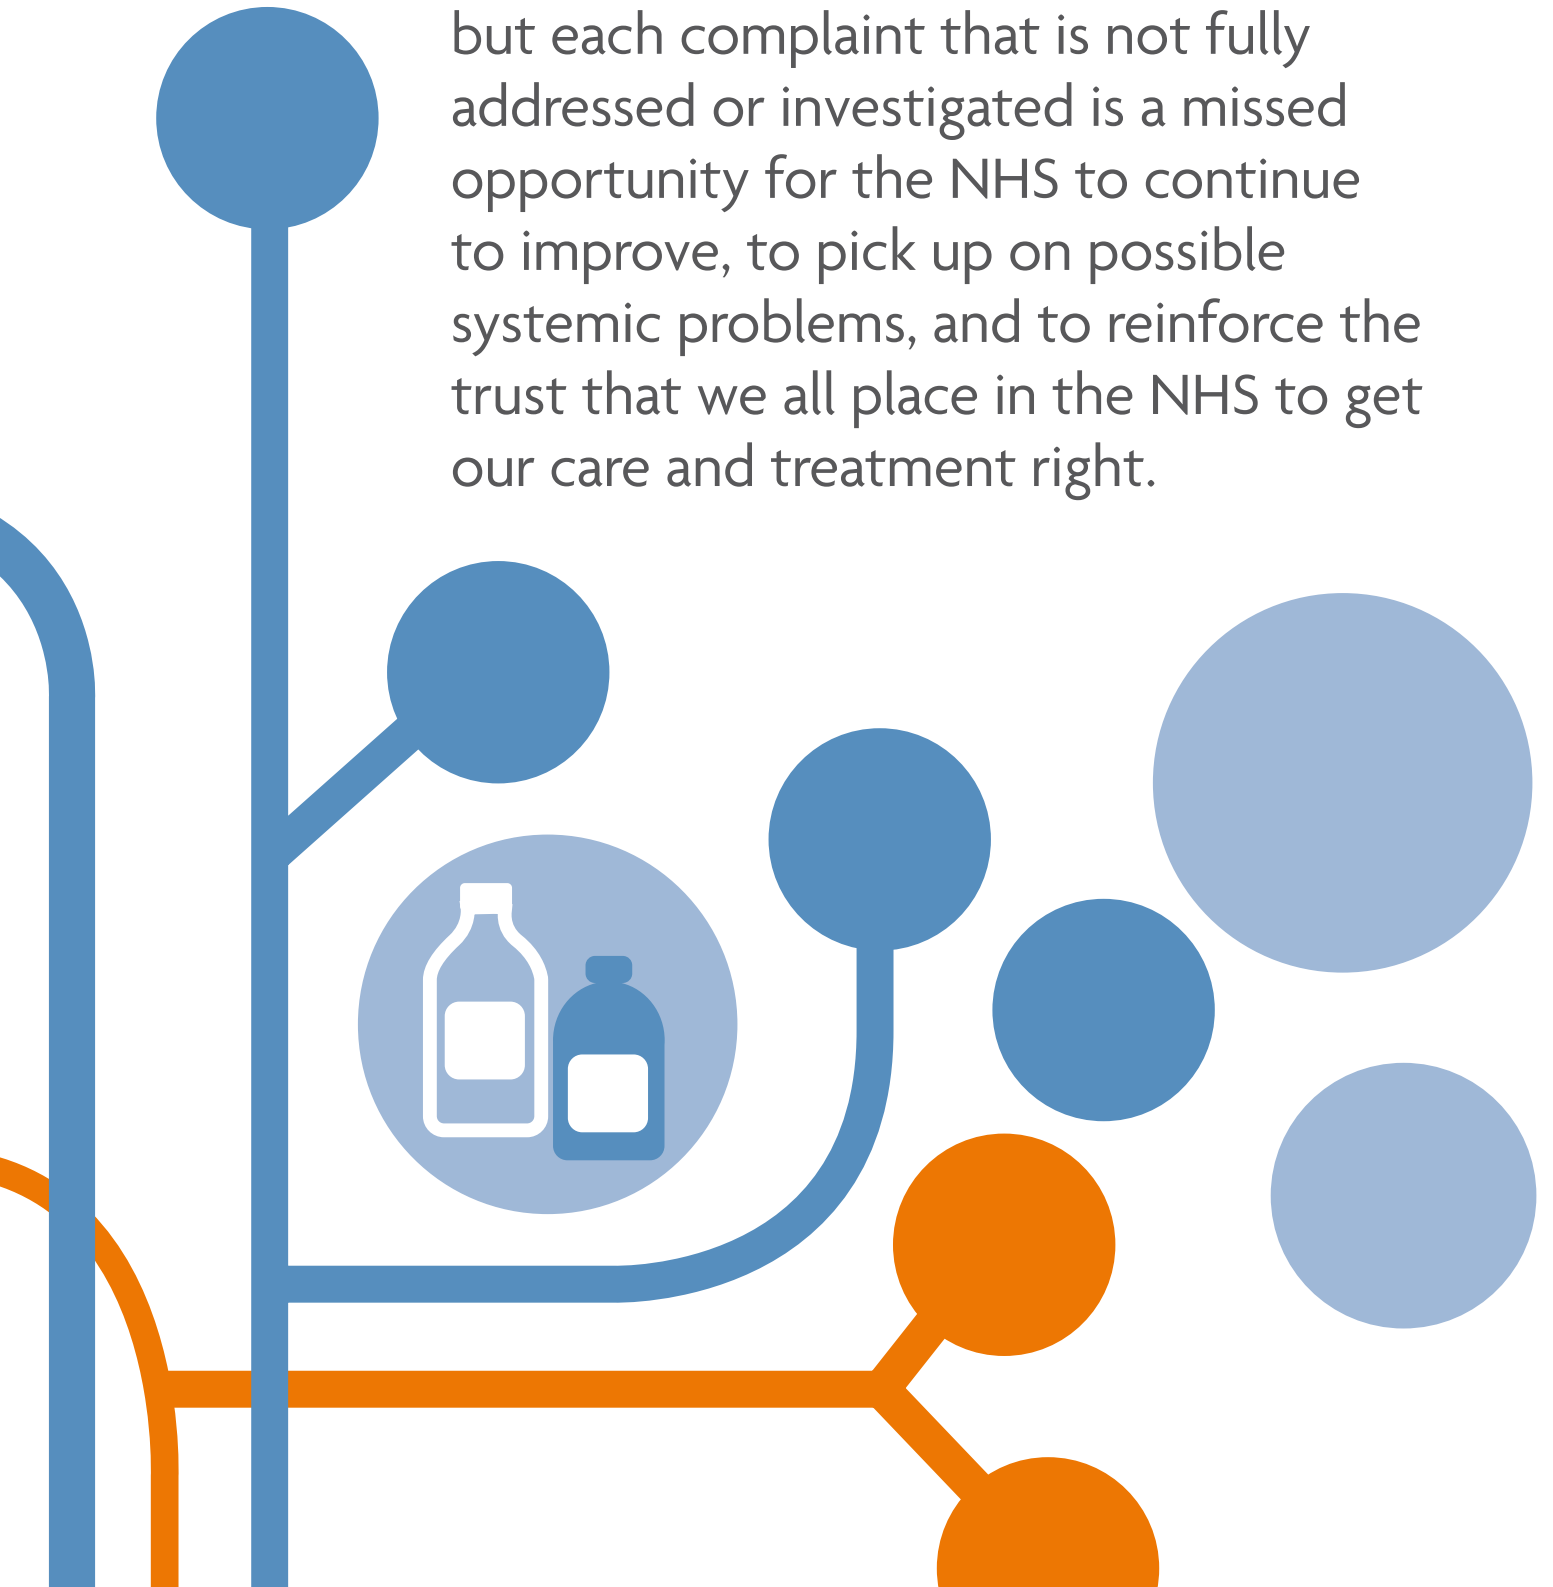 but each complaint that is not fully
addressed or investigated is a missed
opportunity for the NHS to continue
to improve, to pick up on possible
systemic problems, and to reinforce the
trust that we all place in the NHS to get
our care and treatment right.